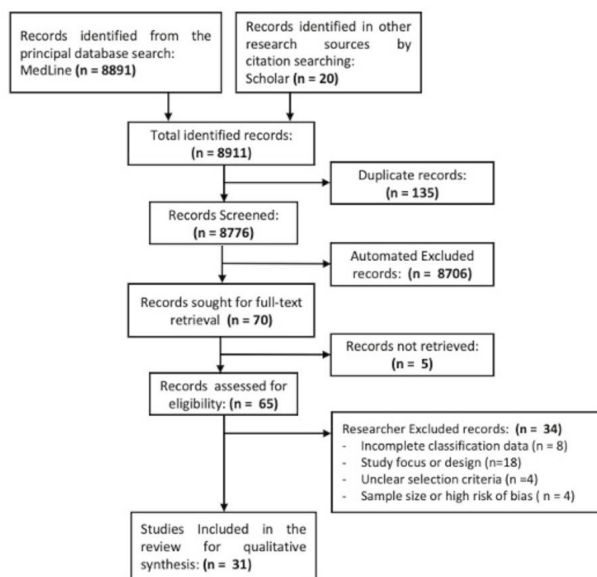 Records identified from the
principal database search:
MedLine (n = 8891)
Records identified in other
research sources by
citation searching:
Scholar (n = 20)
Total identified records:
(n = 8911)
Duplicate records:
(n = 135)
Records Screened:
(n = 8776)
Automated Excluded
records: (n = 8706)
Records sought for full-text
retrieval (n = 70)
Records not retrieved:
(n = 5)
Records assessed for
eligibility: (n = 65)
Researcher Excluded records: (n = 34)
- Incomplete classification data (n = 8)
- Study focus or design (n=18)
- Unclear selection criteria (n =4)
- Sample size or high risk of bias ( n = 4)
Studies Included in the
review for qualitative
synthesis: (n = 31)